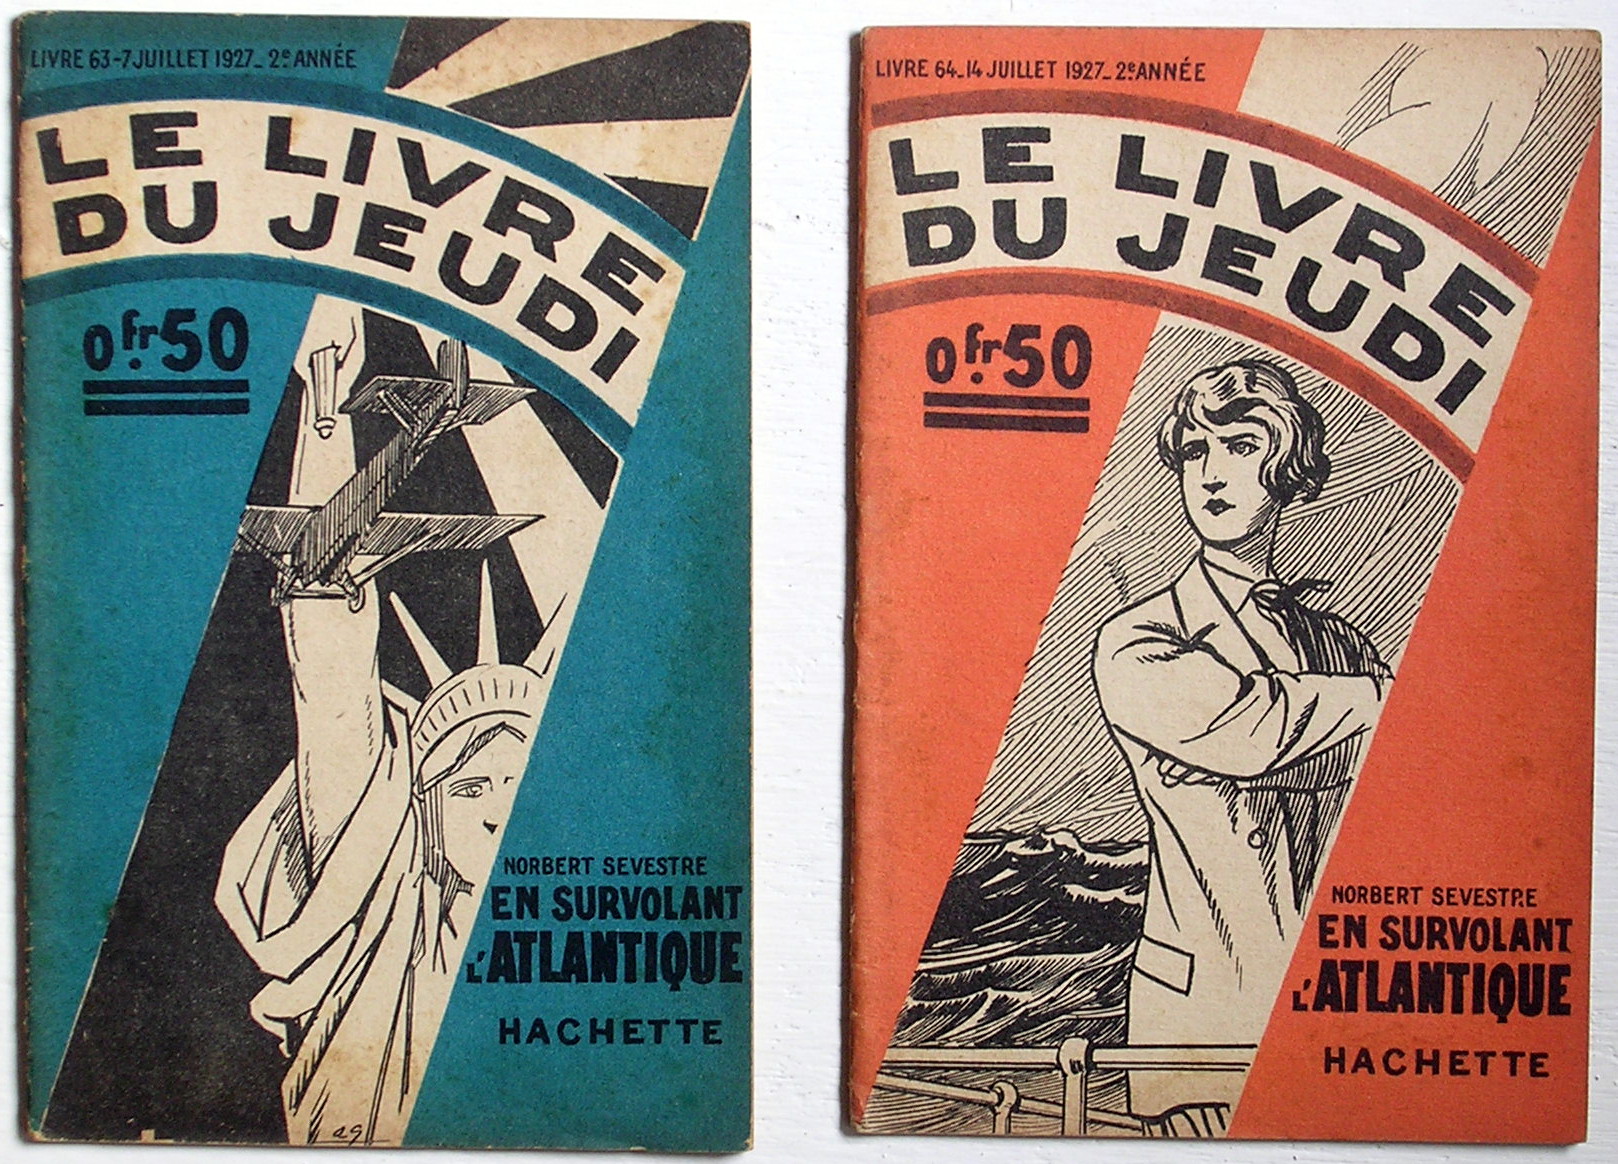 LIVRE 63-7 JUILLET 1927_ 2e ANNÉE
LE LIVRE
DU JEUDI
0fr.50
NORBERT SEVESTRE
EN SURVOLANT
L'ATLANTIQUE
HACHETTE
LIVRE 64_14 JUILLET 1927_ 2e ANNÉE
LE LIVRE
DU JEUDI
0fr.50
NORBERT SEVESTRE
EN SURVOLANT
L'ATLANTIQUE
HACHETTE